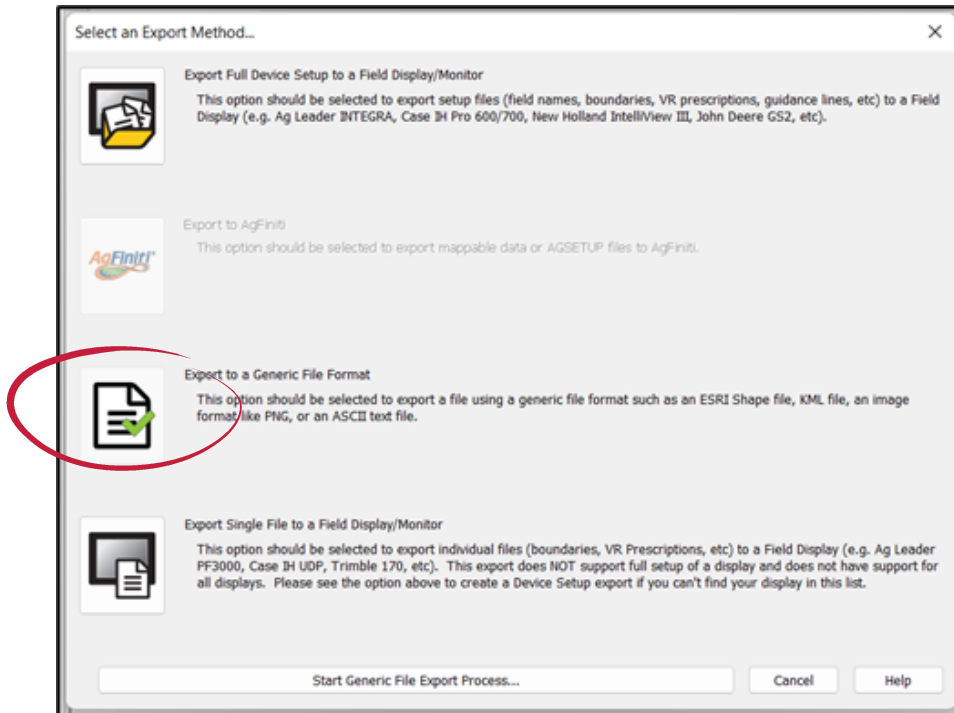 Select an Export Method...
Export Full Device Setup to a Field Display/Monitor
This option should be selected to export setup files (field names, boundaries, VR prescriptions, guidance lines, etc) to a Field
Display (e.g. Ag Leader INTEGRA, Case IH Pro 600/700, New Holland IntelliView III, John Deere GS2, etc).
Export to AgFiniti
This option should be selected to export mappable data or AGSETUP files to AgFiniti.
AgFiniti
Export to a Generic File Format
This option should be selected to export a file using a generic file format such as an ESRI Shape file, KML file, an image
format like PNG, or an ASCII text file.
Export Single File to a Field Display/Monitor
This option should be selected to export individual files (boundaries, VR Prescriptions, etc) to a Field Display (e.g. Ag Leader
PF3000, Case IH UDP, Trimble 170, etc).  This export does NOT support full setup of a display and does not have support for
all displays.  Please see the option above to create a Device Setup export if you can't find your display in this list.
Start Generic File Export Process...
Cancel
Help